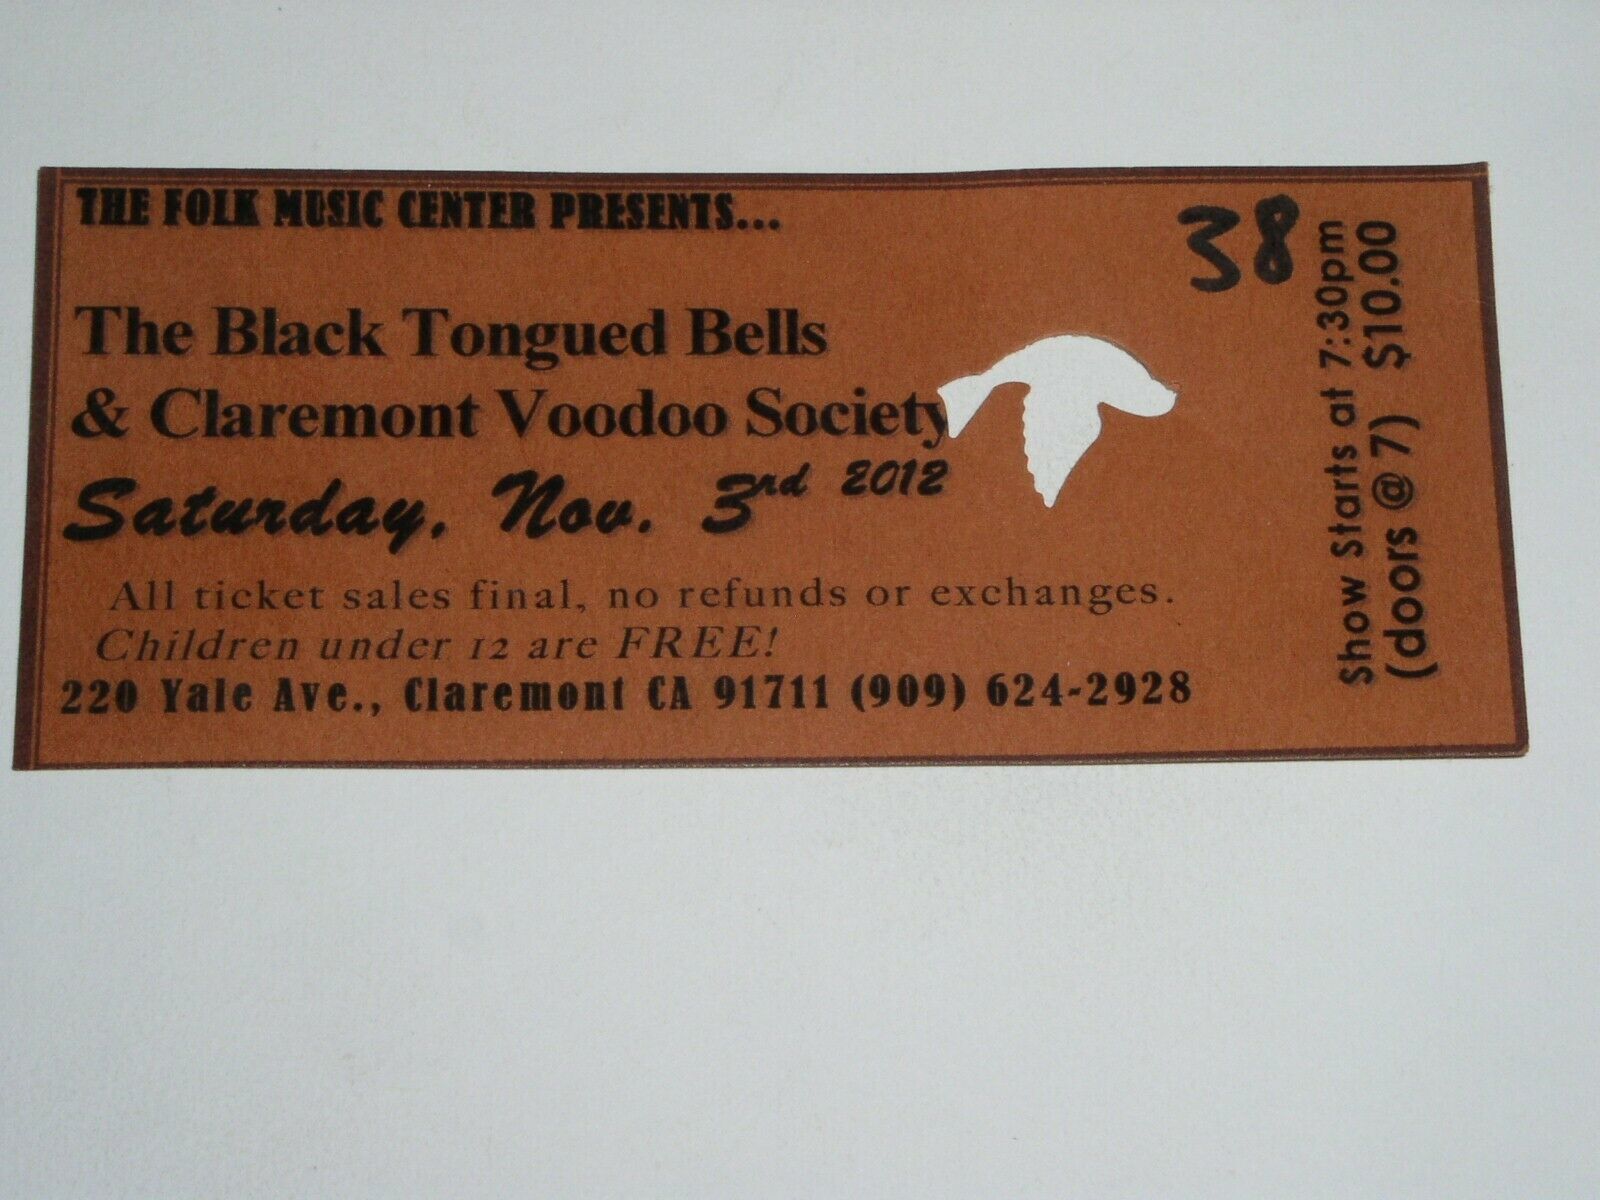 THE FOLK MUSIC CENTER PRESENTS...
38
The Black Tongued Bells
& Claremont Voodoo Society
Saturday, Nov. 3rd 2012
All ticket sales final, no refunds or exchanges.
Children under 12 are FREE!
220 Yale Ave., Claremont CA 91711 (909) 624-2928
Show Starts at 7:30pm
(doors @ 7) $10.00